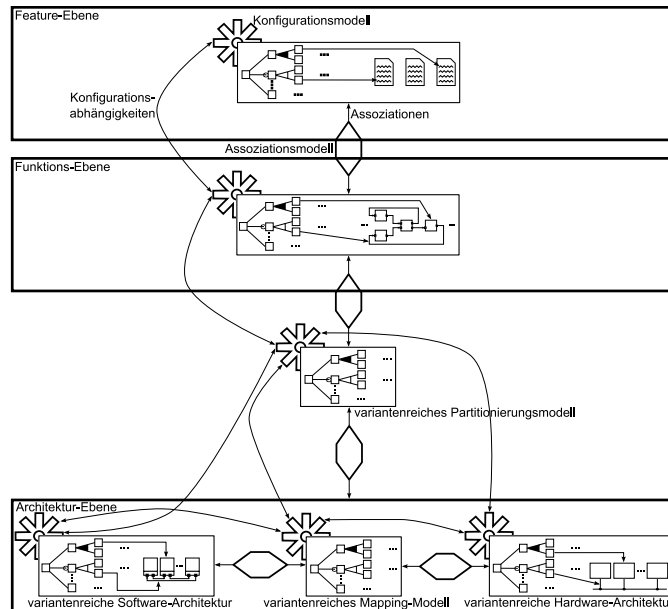 Feature-Ebene
Konfigurationsmodell
Konfigurations-
abhängigkeiten
Assoziationen
Assoziationsmodell
Funktions-Ebene
variantenreiches Partitionierungsmodell
Architektur-Ebene
variantenreiche Software-Architektur
variantenreiches Mapping-Modell
variantenreiche Hardware-Architektur